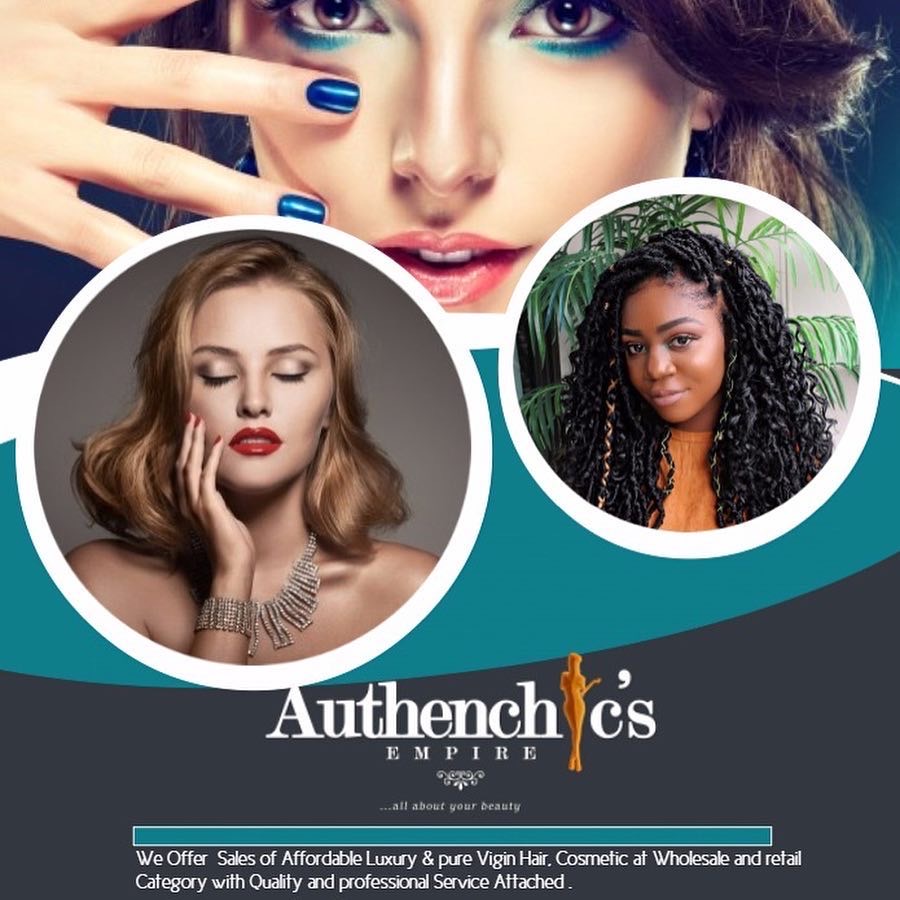 Authenchic's
EMPIRE
...all about your beauty
We Offer Sales of Affordable Luxury & pure Vigin Hair, Cosmetic at Wholesale and retail
Category with Quality and professional Service Attached .